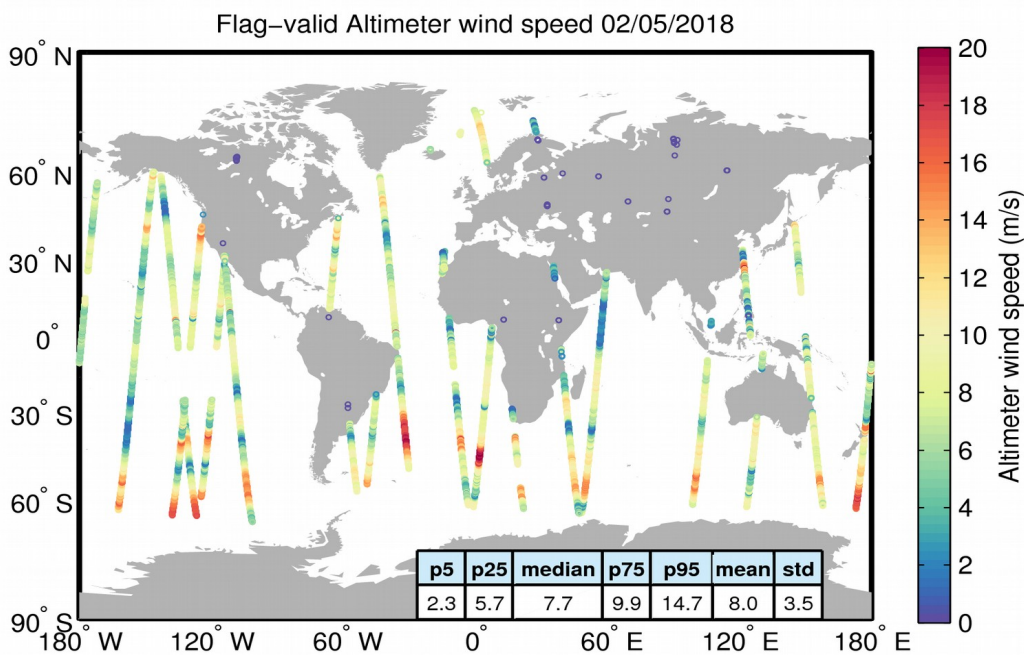 Flag−valid Altimeter wind speed 02/05/2018
90° N
60° N
30° N
0°
30° S
60° S
90° S
180° W
120° W
60° W
0°
60° E
120° E
180° E
p5 p25 median p75 p95 mean std
2.3 5.7 7.7 9.9 14.7 8.0 3.5
20
18
16
14
12
10
8
6
4
2
0
Altimeter wind speed (m/s)